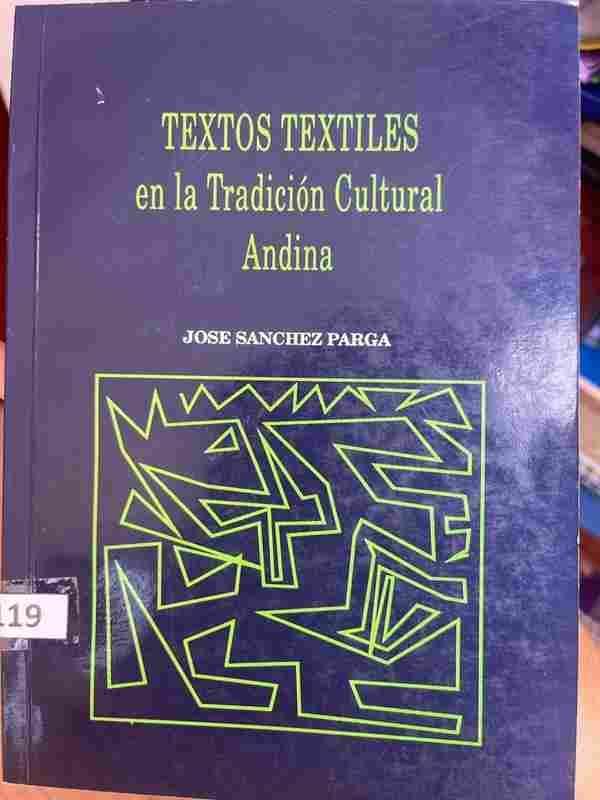 TEXTOS TEXTILES
en la Tradición Cultural
Andina
JOSE SANCHEZ PARGA
119